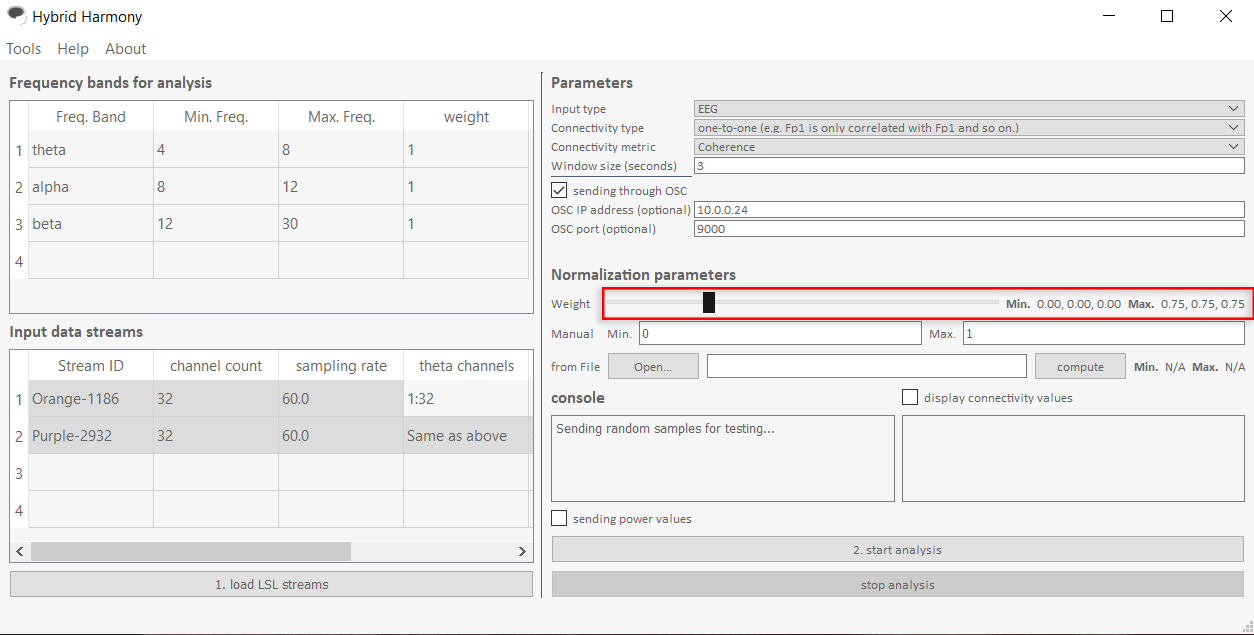 Hybrid Harmony
Tools Help About
Frequency bands for analysis
Freq. Band Min. Freq. Max. Freq. weight
1 theta 4 8 1
2 alpha 8 12 1
3 beta 12 30 1
4
Input data streams
Stream ID channel count sampling rate theta channels
1 Orange-1186 32 60.0 1:32
2 Purple-2932 32 60.0 Same as above
3
4
1. load LSL streams
Parameters
Input type EEG
Connectivity type one-to-one (e.g. Fp1 is only correlated with Fp1 and so on.)
Connectivity metric Coherence
Window size (seconds) 3
sending through OSC
OSC IP address (optional) 10.0.0.24
OSC port (optional) 9000
Normalization parameters
Weight Min. 0.00, 0.00, 0.00 Max. 0.75, 0.75, 0.75
Manual Min. 0 Max. 1
from File Open... compute Min. N/A Max. N/A
console display connectivity values
Sending random samples for testing...
sending power values
2. start analysis
stop analysis